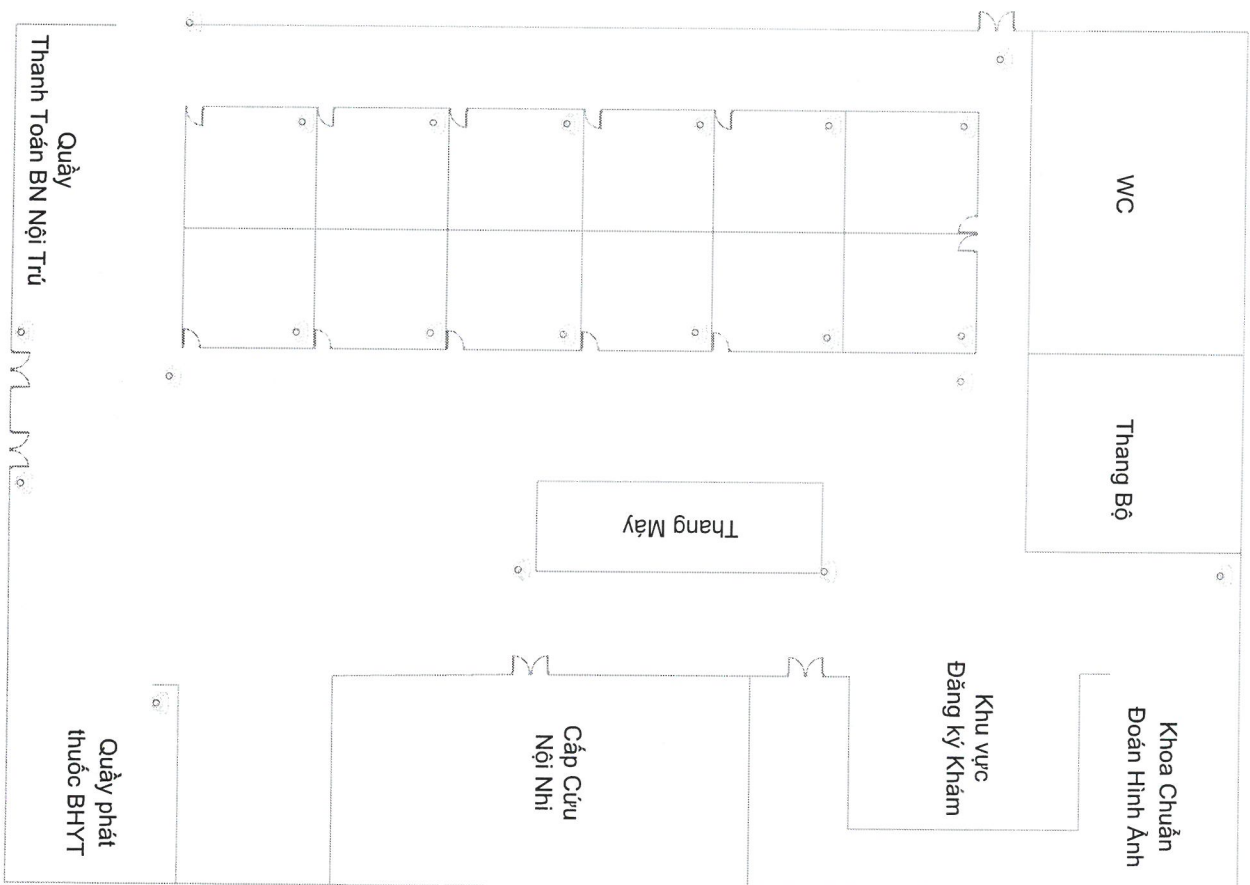 Quầy
Thanh Toán BN Nội Trú
WC
Thang Bộ
Thang Máy
Khu vực
Đăng ký Khám
Khoa Chuẩn
Đoán Hình Ảnh
Cấp Cứu
Nội Nhi
Quầy phát
thuốc BHYT